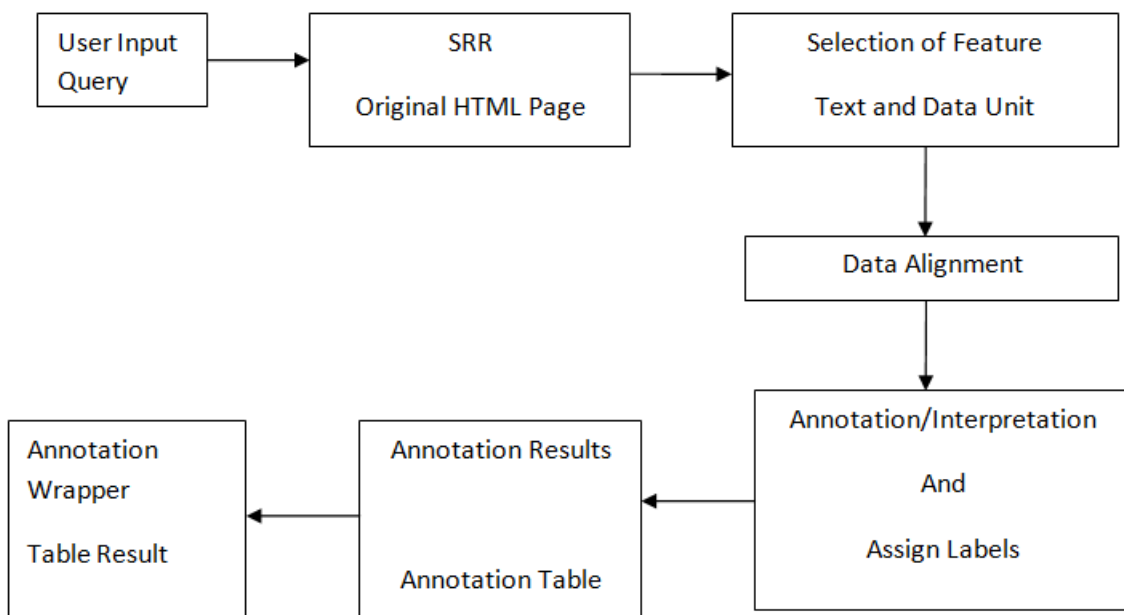 User Input
Query
SRR
Original HTML Page
Selection of Feature
Text and Data Unit
Data Alignment
Annotation/Interpretation
And
Assign Labels
Annotation Results
Annotation Table
Annotation
Wrapper
Table Result